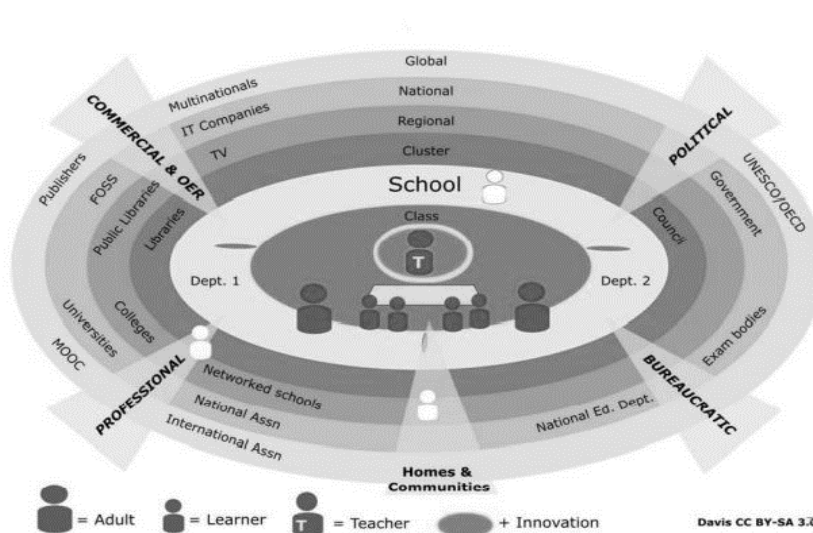 Global
Multinationals
National
COMMERCIAL & OER
IT Companies
Regional
POLITICAL
TV
Cluster
Publishers
FOSS
Public Libraries
Libraries
School
UNESCO/OECD
Government
Council
Class
T
Dept. 1
Dept. 2
Colleges
Universities
MOOC
PROFESSIONAL
Networked schools
National Assn
International Assn
Exam bodies
BUREAUCRATIC
National Ed. Dept.
Homes &
Communities
= Adult
= Learner
T = Teacher
+ Innovation
Davis CC BY-SA 3.0